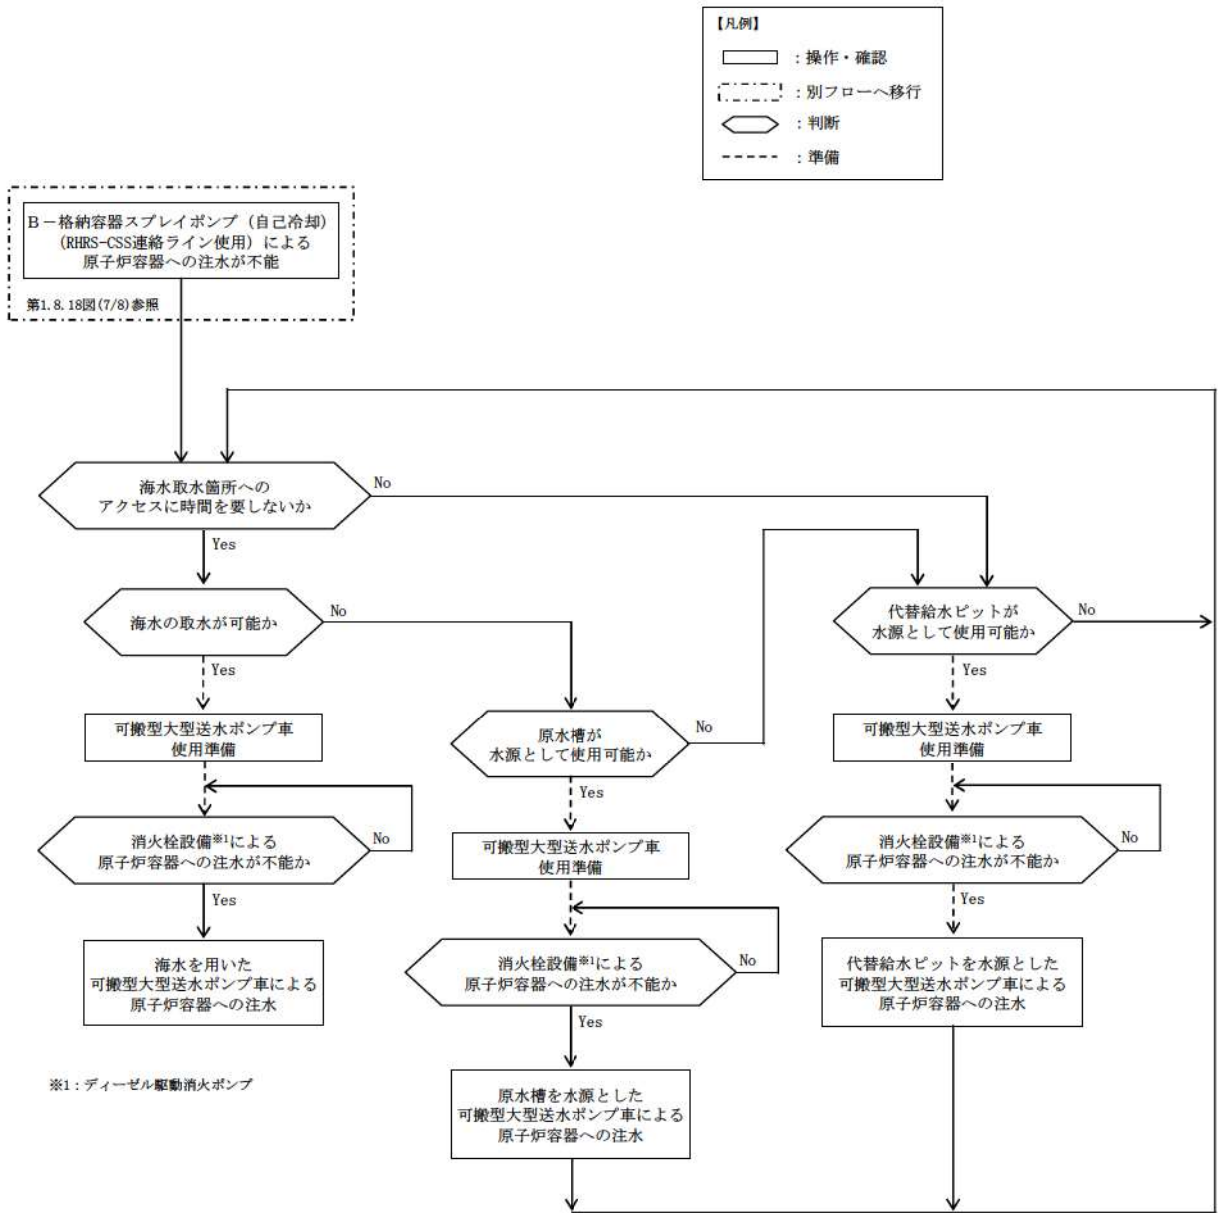 【凡例】
：操作・確認
：別フローへ移行
：判断
：準備
B－格納容器スプレイポンプ（自己冷却）
（RHRS-CSS連絡ライン使用）による
原子炉容器への注水が不能
第1.8.18図(7/8)参照
海水取水箇所への
アクセスに時間を要しないか
No
Yes
海水の取水が可能か
No
Yes
代替給水ピットが
水源として使用可能か
No
Yes
可搬型大型送水ポンプ車
使用準備
原水槽が
水源として使用可能か
No
Yes
可搬型大型送水ポンプ車
使用準備
消火栓設備※1による
原子炉容器への注水が不能か
No
Yes
可搬型大型送水ポンプ車
使用準備
消火栓設備※1による
原子炉容器への注水が不能か
No
Yes
海水を用いた
可搬型大型送水ポンプ車による
原子炉容器への注水
消火栓設備※1による
原子炉容器への注水が不能か
No
Yes
代替給水ピットを水源とした
可搬型大型送水ポンプ車による
原子炉容器への注水
※1：ディーゼル駆動消火ポンプ
原水槽を水源とした
可搬型大型送水ポンプ車による
原子炉容器への注水